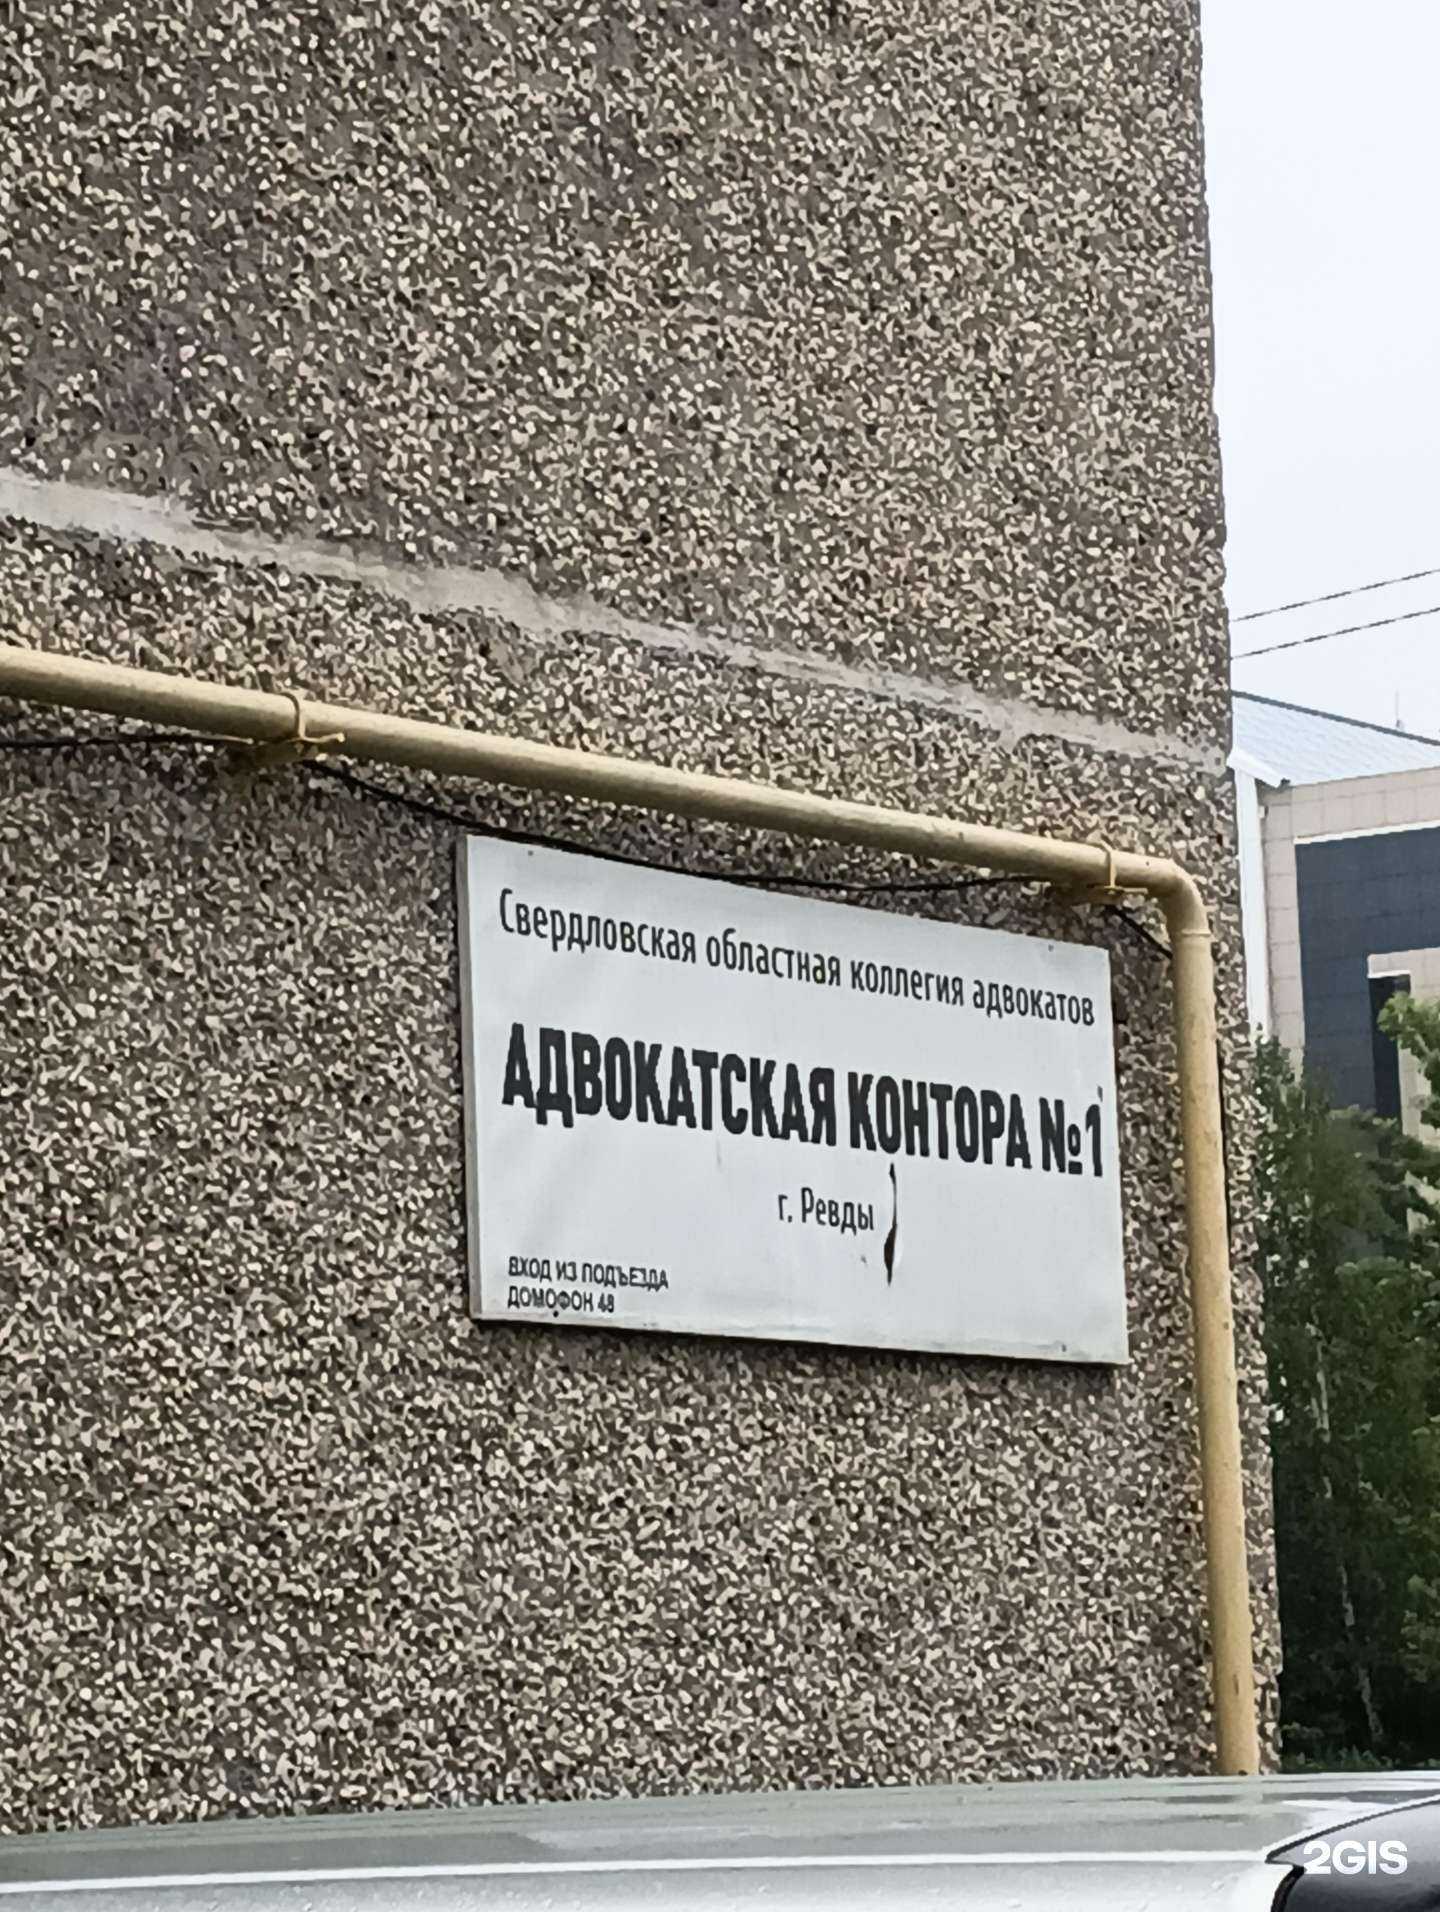 Свердловская областная коллегия адвокатов
АДВОКАТСКАЯ КОНТОРА №1
г. Ревды
ВХОД ИЗ ПОДЪЕЗДА
ДОМОФОН 48
2GIS